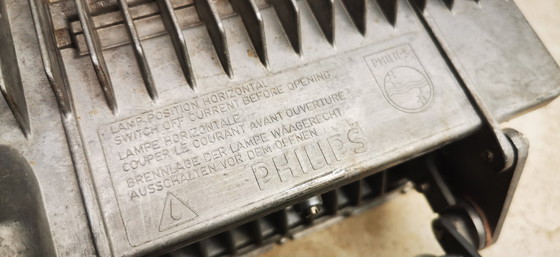 PHILIPS
LAMP POSITION HORIZONTAL
SWITCH OFF CURRENT BEFORE OPENING
LAMPE HORIZONTALE
COUPER LE COURANT AVANT OUVERTURE
BRENNLAGE DER LAMPE WAAGERECHT
AUSSCHALTEN VOR DEM ÖFFNEN
PHILIPS